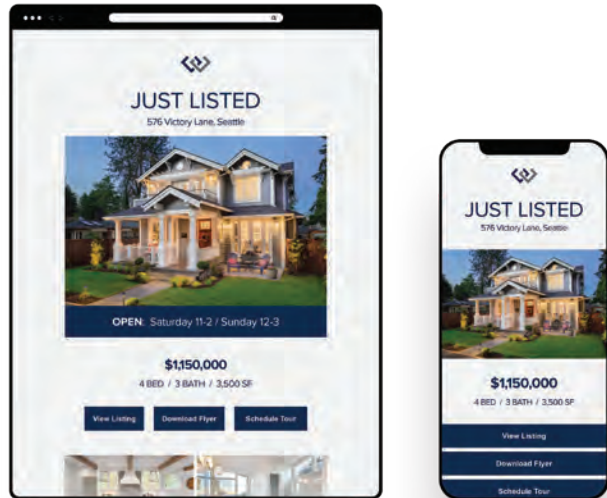 JUST LISTED
576 Victory Lane, Seattle
OPEN: Saturday 11-2 / Sunday 12-3
$1,150,000
4 BED / 3 BATH / 3,500 SF
View Listing
Download Flyer
Schedule Tour
JUST LISTED
576 Victory Lane, Seattle
$1,150,000
4 BED / 3 BATH / 3,500 SF
View Listing
Download Flyer
Schedule Tour